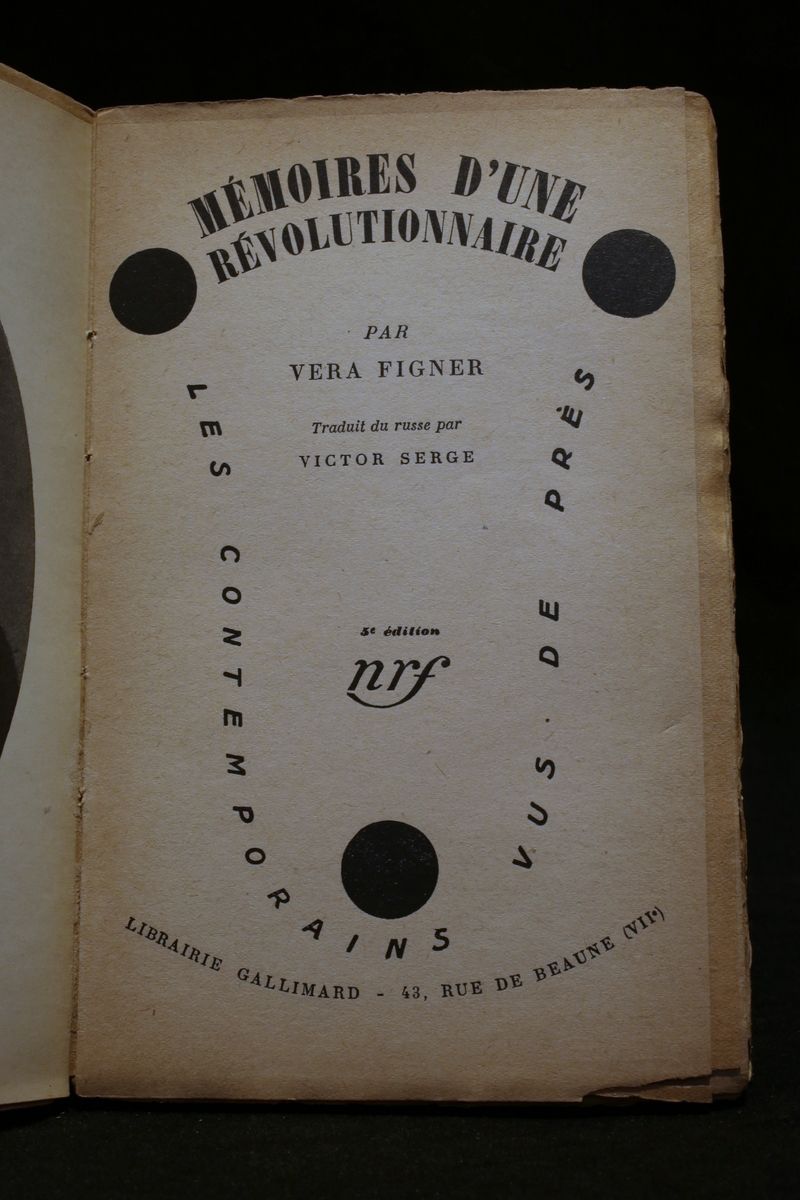 MÉMOIRES D'UNE
RÉVOLUTIONNAIRE
PAR
VERA FIGNER
Traduit du russe par
VICTOR SERGE
LES CONTEMPORAINS VUS DE PRÈS
5e édition
nrf
LIBRAIRIE GALLIMARD - 43, RUE DE BEAUNE (VIIe)